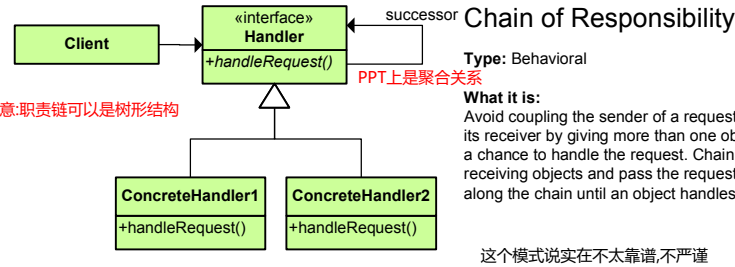 Client
«interface»
Handler
+handleRequest()
successor
PPT上是聚合关系
意:职责链可以是树形结构
ConcreteHandler1
+handleRequest()
ConcreteHandler2
+handleRequest()
Chain of Responsibility
Type: Behavioral
What it is:
Avoid coupling the sender of a request
its receiver by giving more than one
a chance to handle the request. Chain
receiving objects and pass the request
along the chain until an object handles
这个模式说实在不太靠谱,不严谨